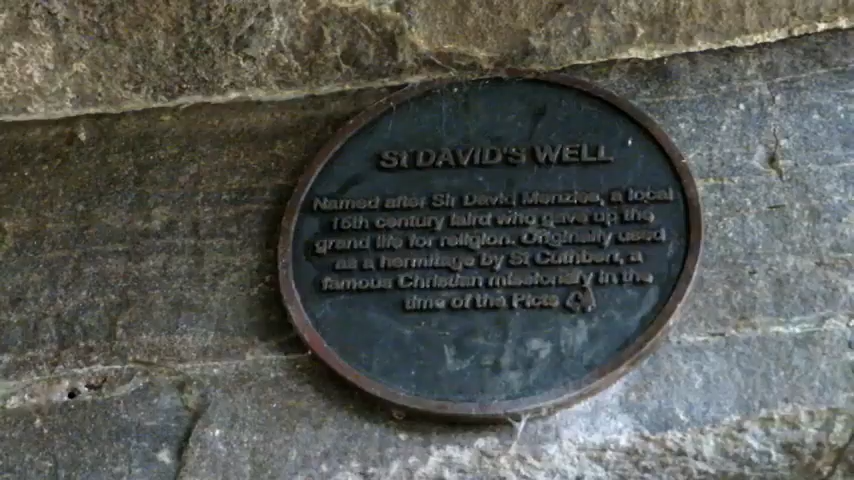 St DAVID'S WELL
Named after Sir David Menzies, a local
15th century laird who gave up the
grand life for religion. Originally used
as a hermitage by St Cuthbert, a
famous Christian missionary in the
time of the Picts